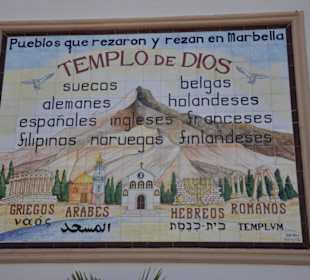 Pueblos que rezaron y rezan en Marbella
TEMPLO DE DIOS
suecos belgas
alemanes holandeses
españoles ingleses franceses
filipinos noruegos finlandeses
GRIEGOS ARABES HEBREOS ROMANOS
ναός المسجد בית-כנסת TEMPLVM